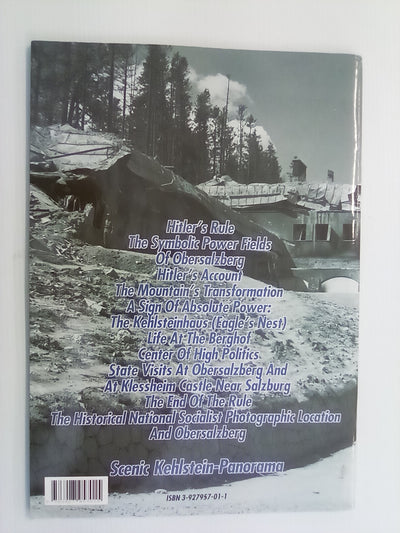 Hitler's Rule
The Symbolic Power Fields
Of Obersalzberg
Hitler's Account
The Mountain's Transformation
A Sign Of Absolute Power:
The Kehlsteinhaus (Eagle's Nest)
Life At The Berghof
Center Of High Politics
State Visits At Obersalzberg And
At Klessheim Castle Near Salzburg
The End Of The Rule
The Historical National Socialist Photographic Location
And Obersalzberg
Scenic Kehlstein-Panorama
ISBN 3-927957-01-1